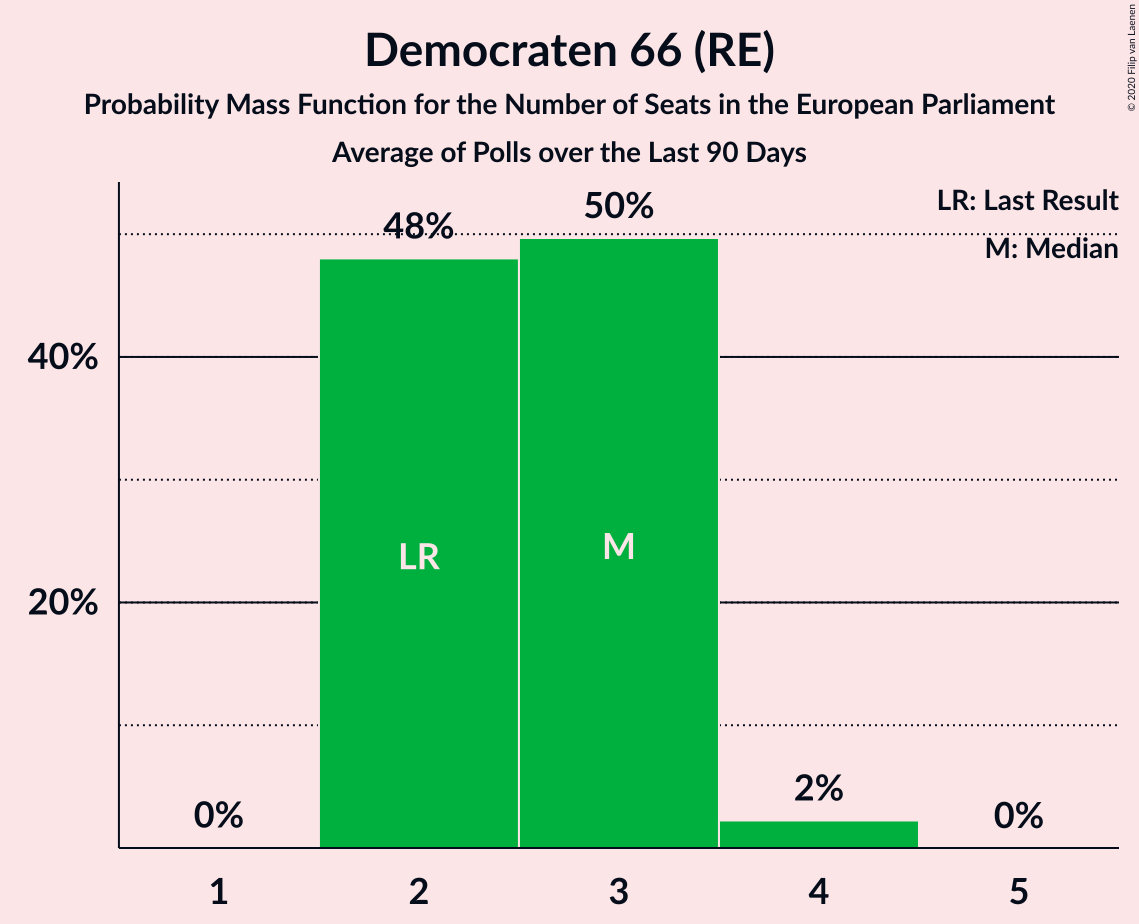 Democraten 66 (RE)
Probability Mass Function for the Number of Seats in the European Parliament
Average of Polls over the Last 90 Days
© 2020 Filip van Laenen
LR: Last Result
M: Median
48%
50%
40%
20%
LR
M
0%
2%
0%
1
2
3
4
5